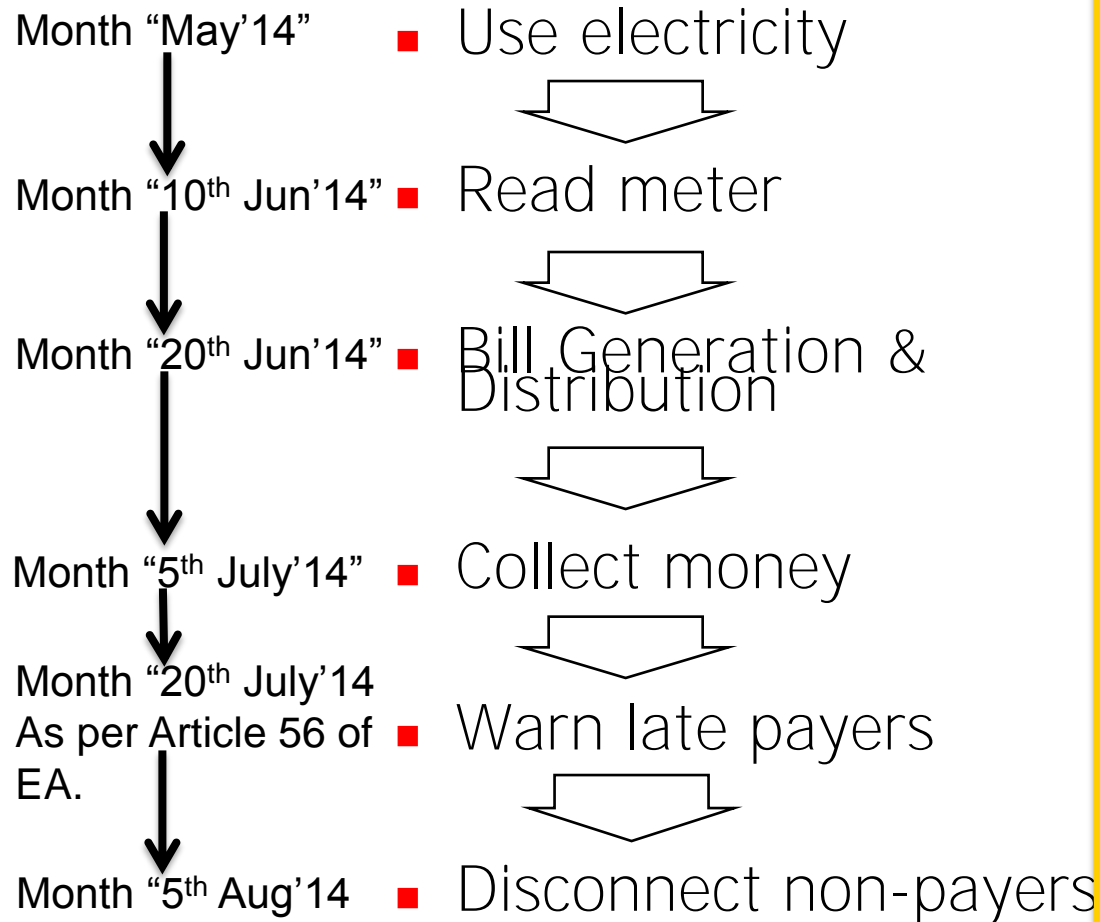 Month “May’14” ▪ Use electricity
Month “10th Jun’14” ▪ Read meter
Month “20th Jun’14” ▪ Bill Generation &
Distribution
Month “5th July’14” ▪ Collect money
Month “20th July’14
As per Article 56 of ▪ Warn late payers
EA.
Month “5th Aug’14 ▪ Disconnect non-payers